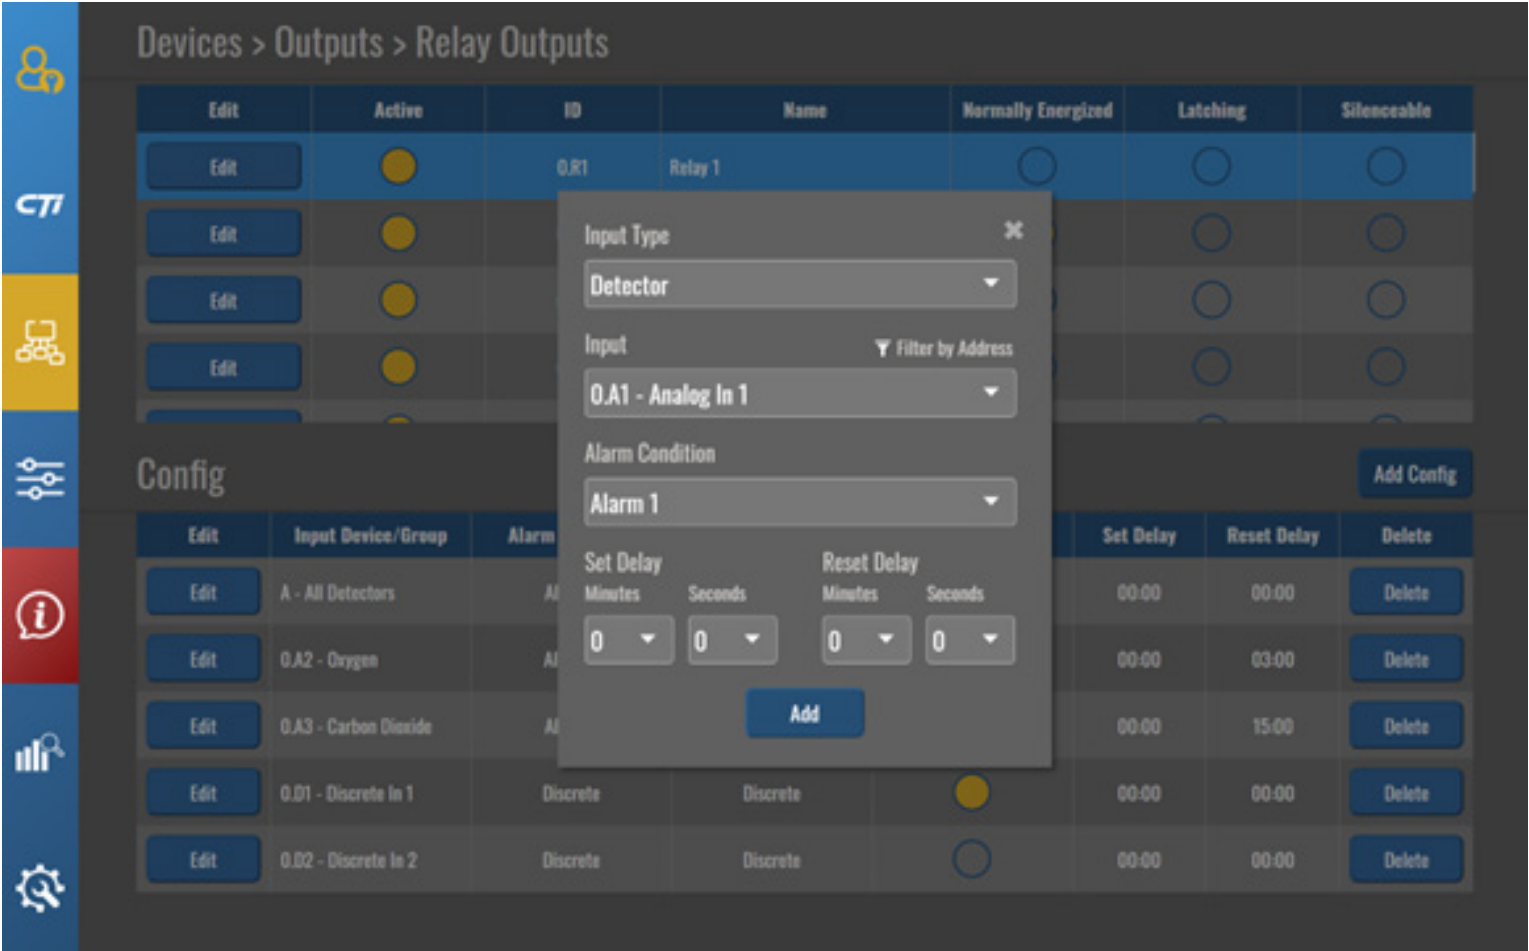 Devices > Outputs > Relay Outputs
Edit Active ID Name Normally Energized Latching Silenceable
Edit 0.R1 Relay 1
Edit
Edit
Edit
CTi
Input Type
Detector
Input Filter by Address
0.A1 - Analog In 1
Alarm Condition
Alarm 1
Set Delay Reset Delay
Minutes Seconds Minutes Seconds
0 0 0 0
Add
Config Add Config
Edit Input Device/Group Alarm Set Delay Reset Delay Delete
Edit A - All Detectors Al 00:00 00:00 Delete
Edit 0.A2 - Oxygen Al 00:00 03:00 Delete
Edit 0.A3 - Carbon Dioxide Al 00:00 15:00 Delete
Edit 0.D1 - Discrete In 1 Discrete Discrete 00:00 00:00 Delete
Edit 0.D2 - Discrete In 2 Discrete Discrete 00:00 00:00 Delete